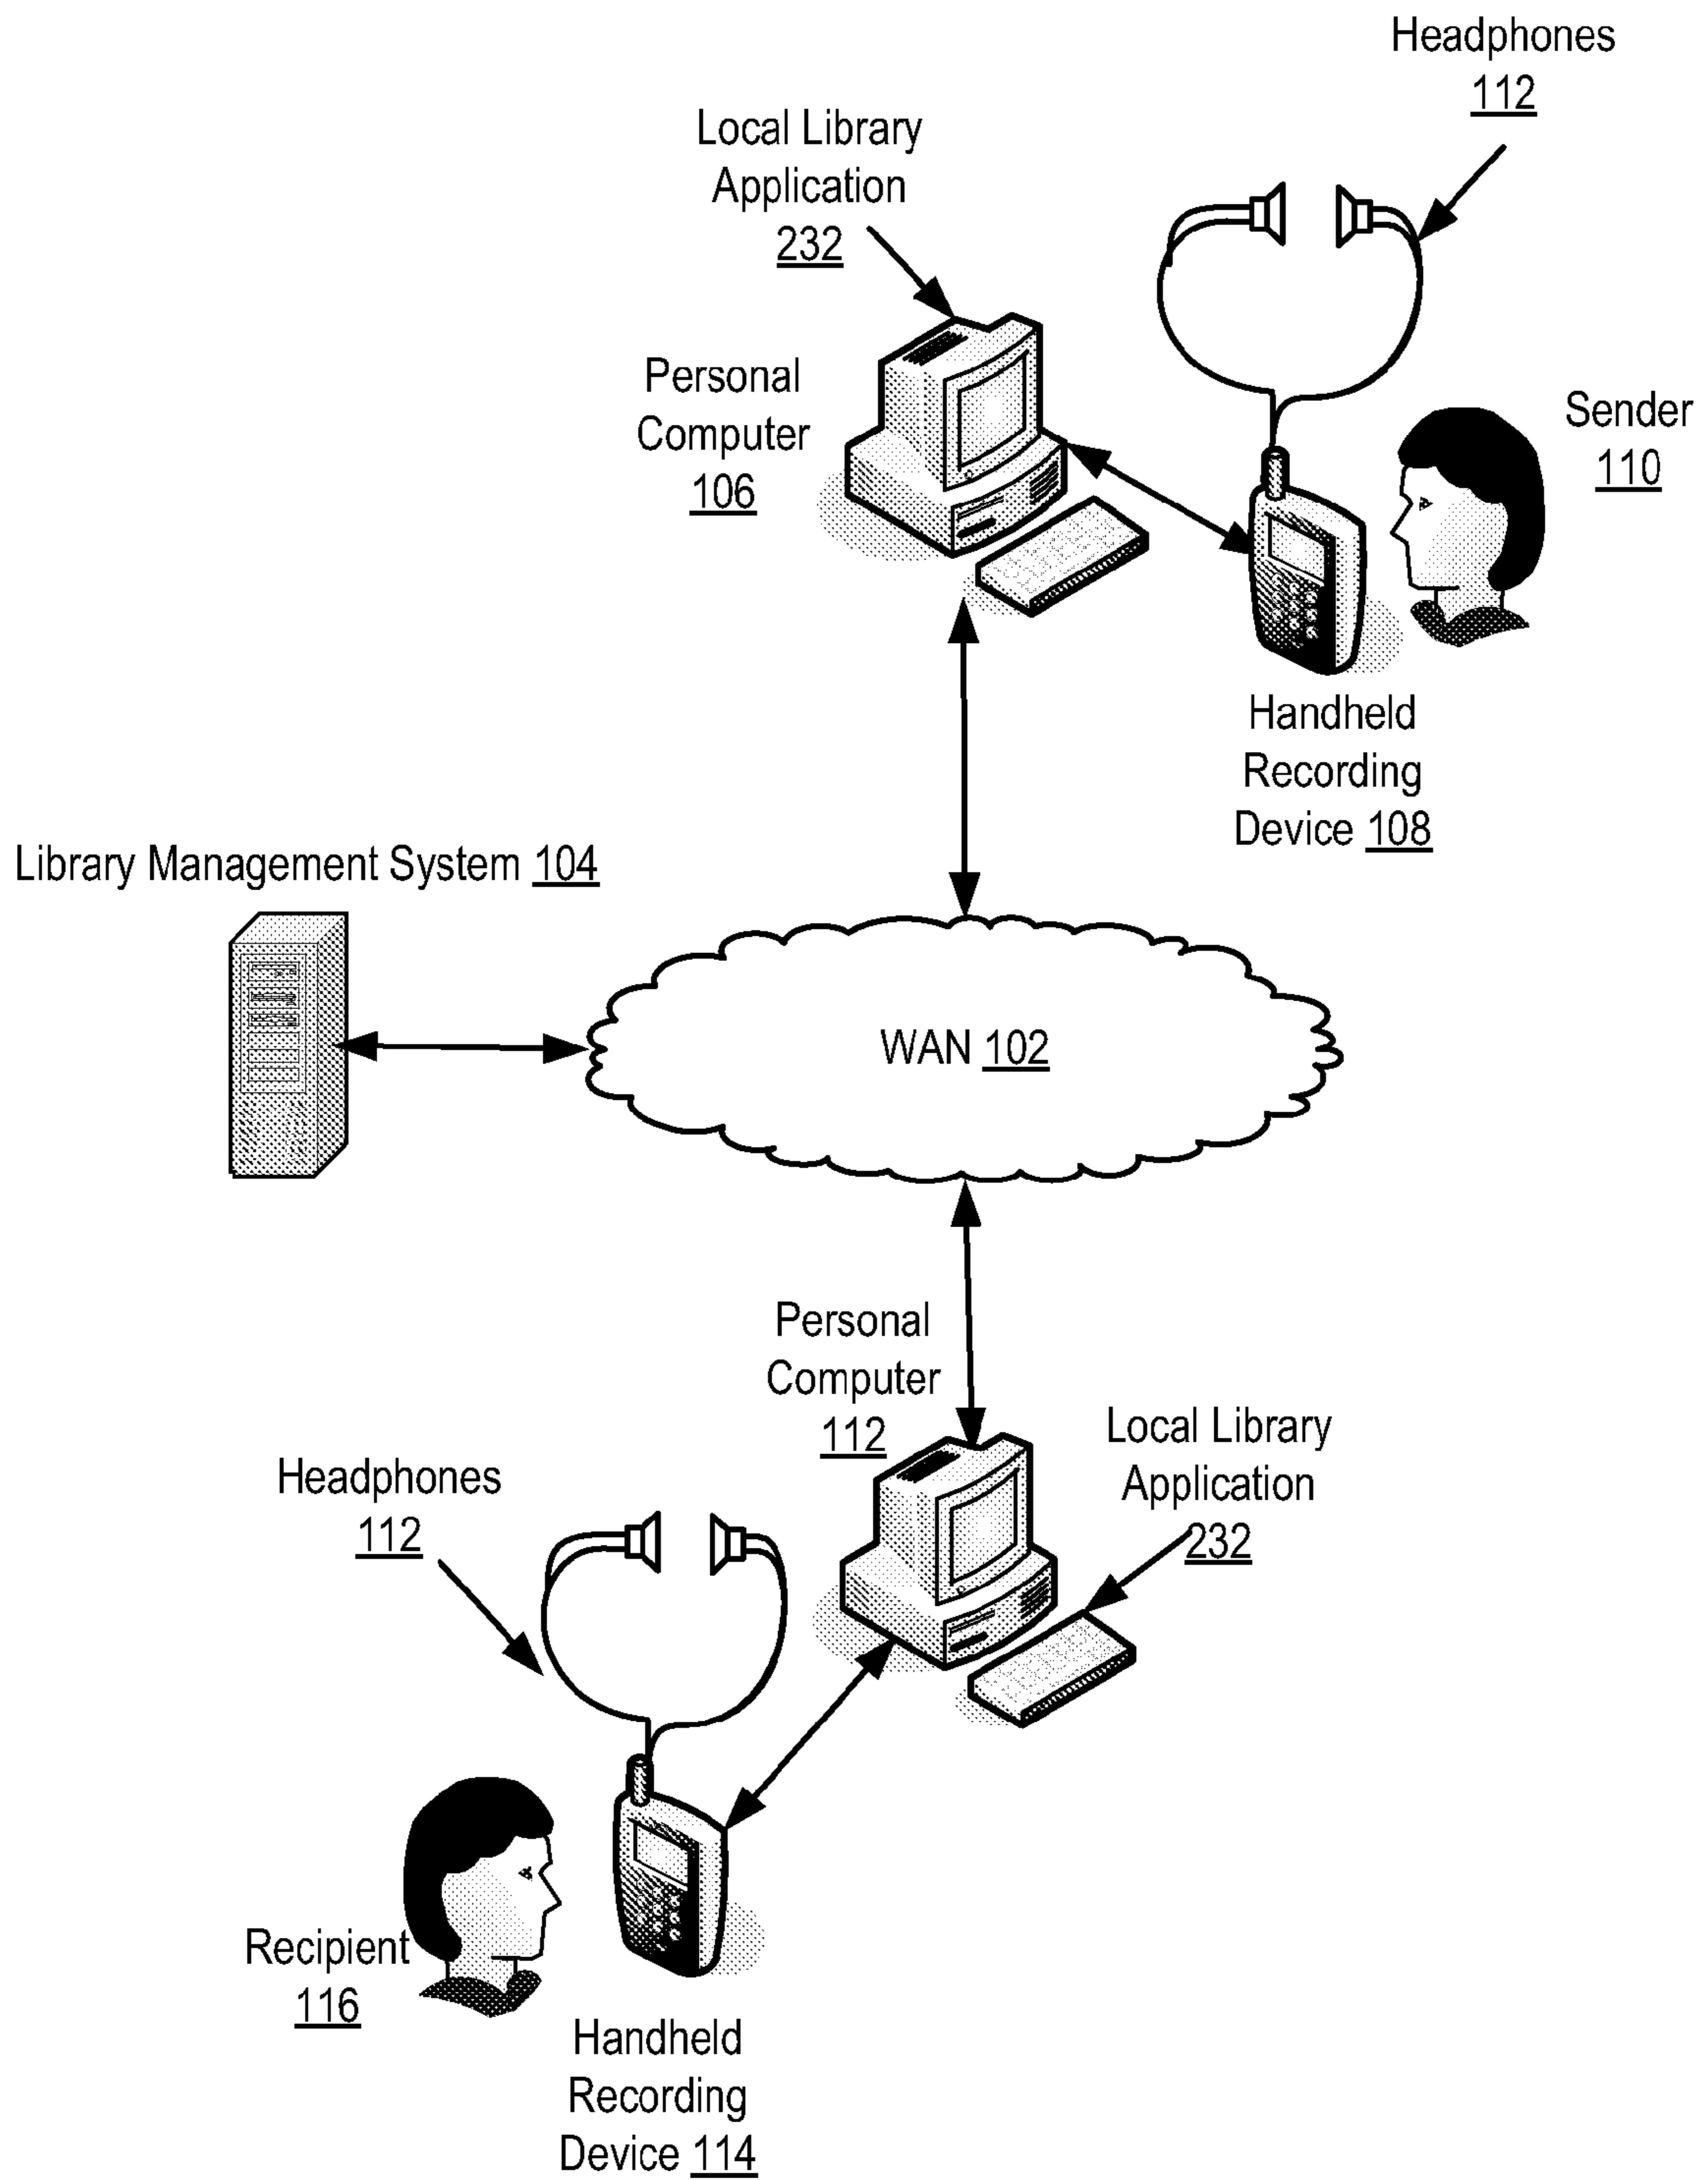 Headphones
112
Local Library
Application
232
Personal
Computer
106
Sender
110
Handheld
Recording
Device 108
Library Management System 104
WAN 102
Personal
Computer
112
Local Library
Application
232
Headphones
112
Recipient
116
Handheld
Recording
Device 114